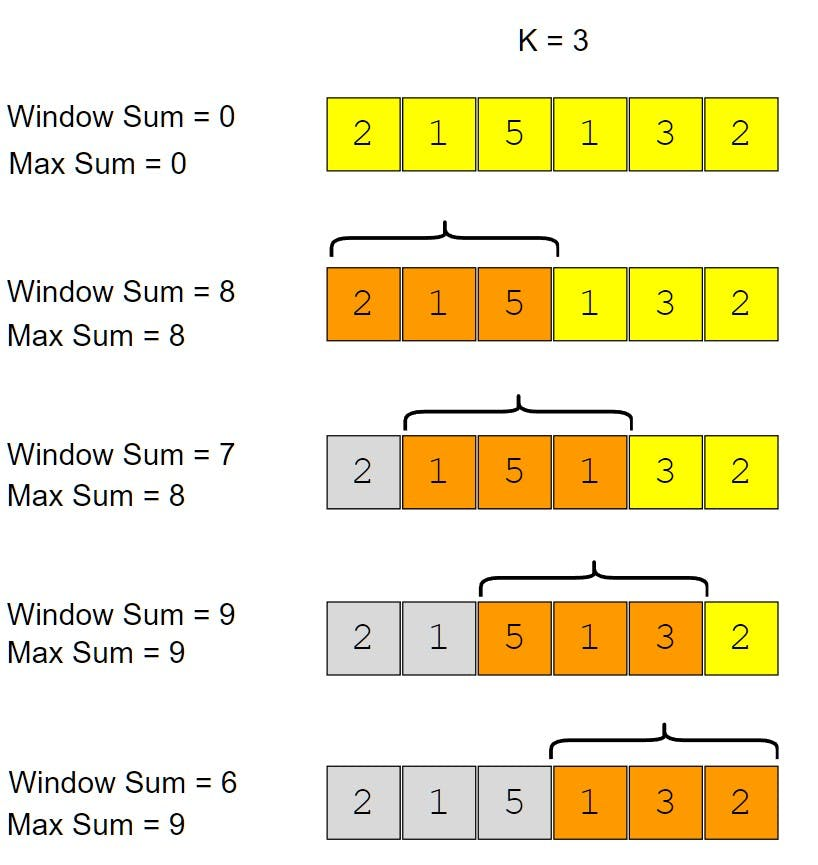 K = 3
Window Sum = 0
Max Sum = 0
2 1 5 1 3 2
Window Sum = 8
Max Sum = 8
2 1 5 1 3 2
Window Sum = 7
Max Sum = 8
2 1 5 1 3 2
Window Sum = 9
Max Sum = 9
2 1 5 1 3 2
Window Sum = 6
Max Sum = 9
2 1 5 1 3 2